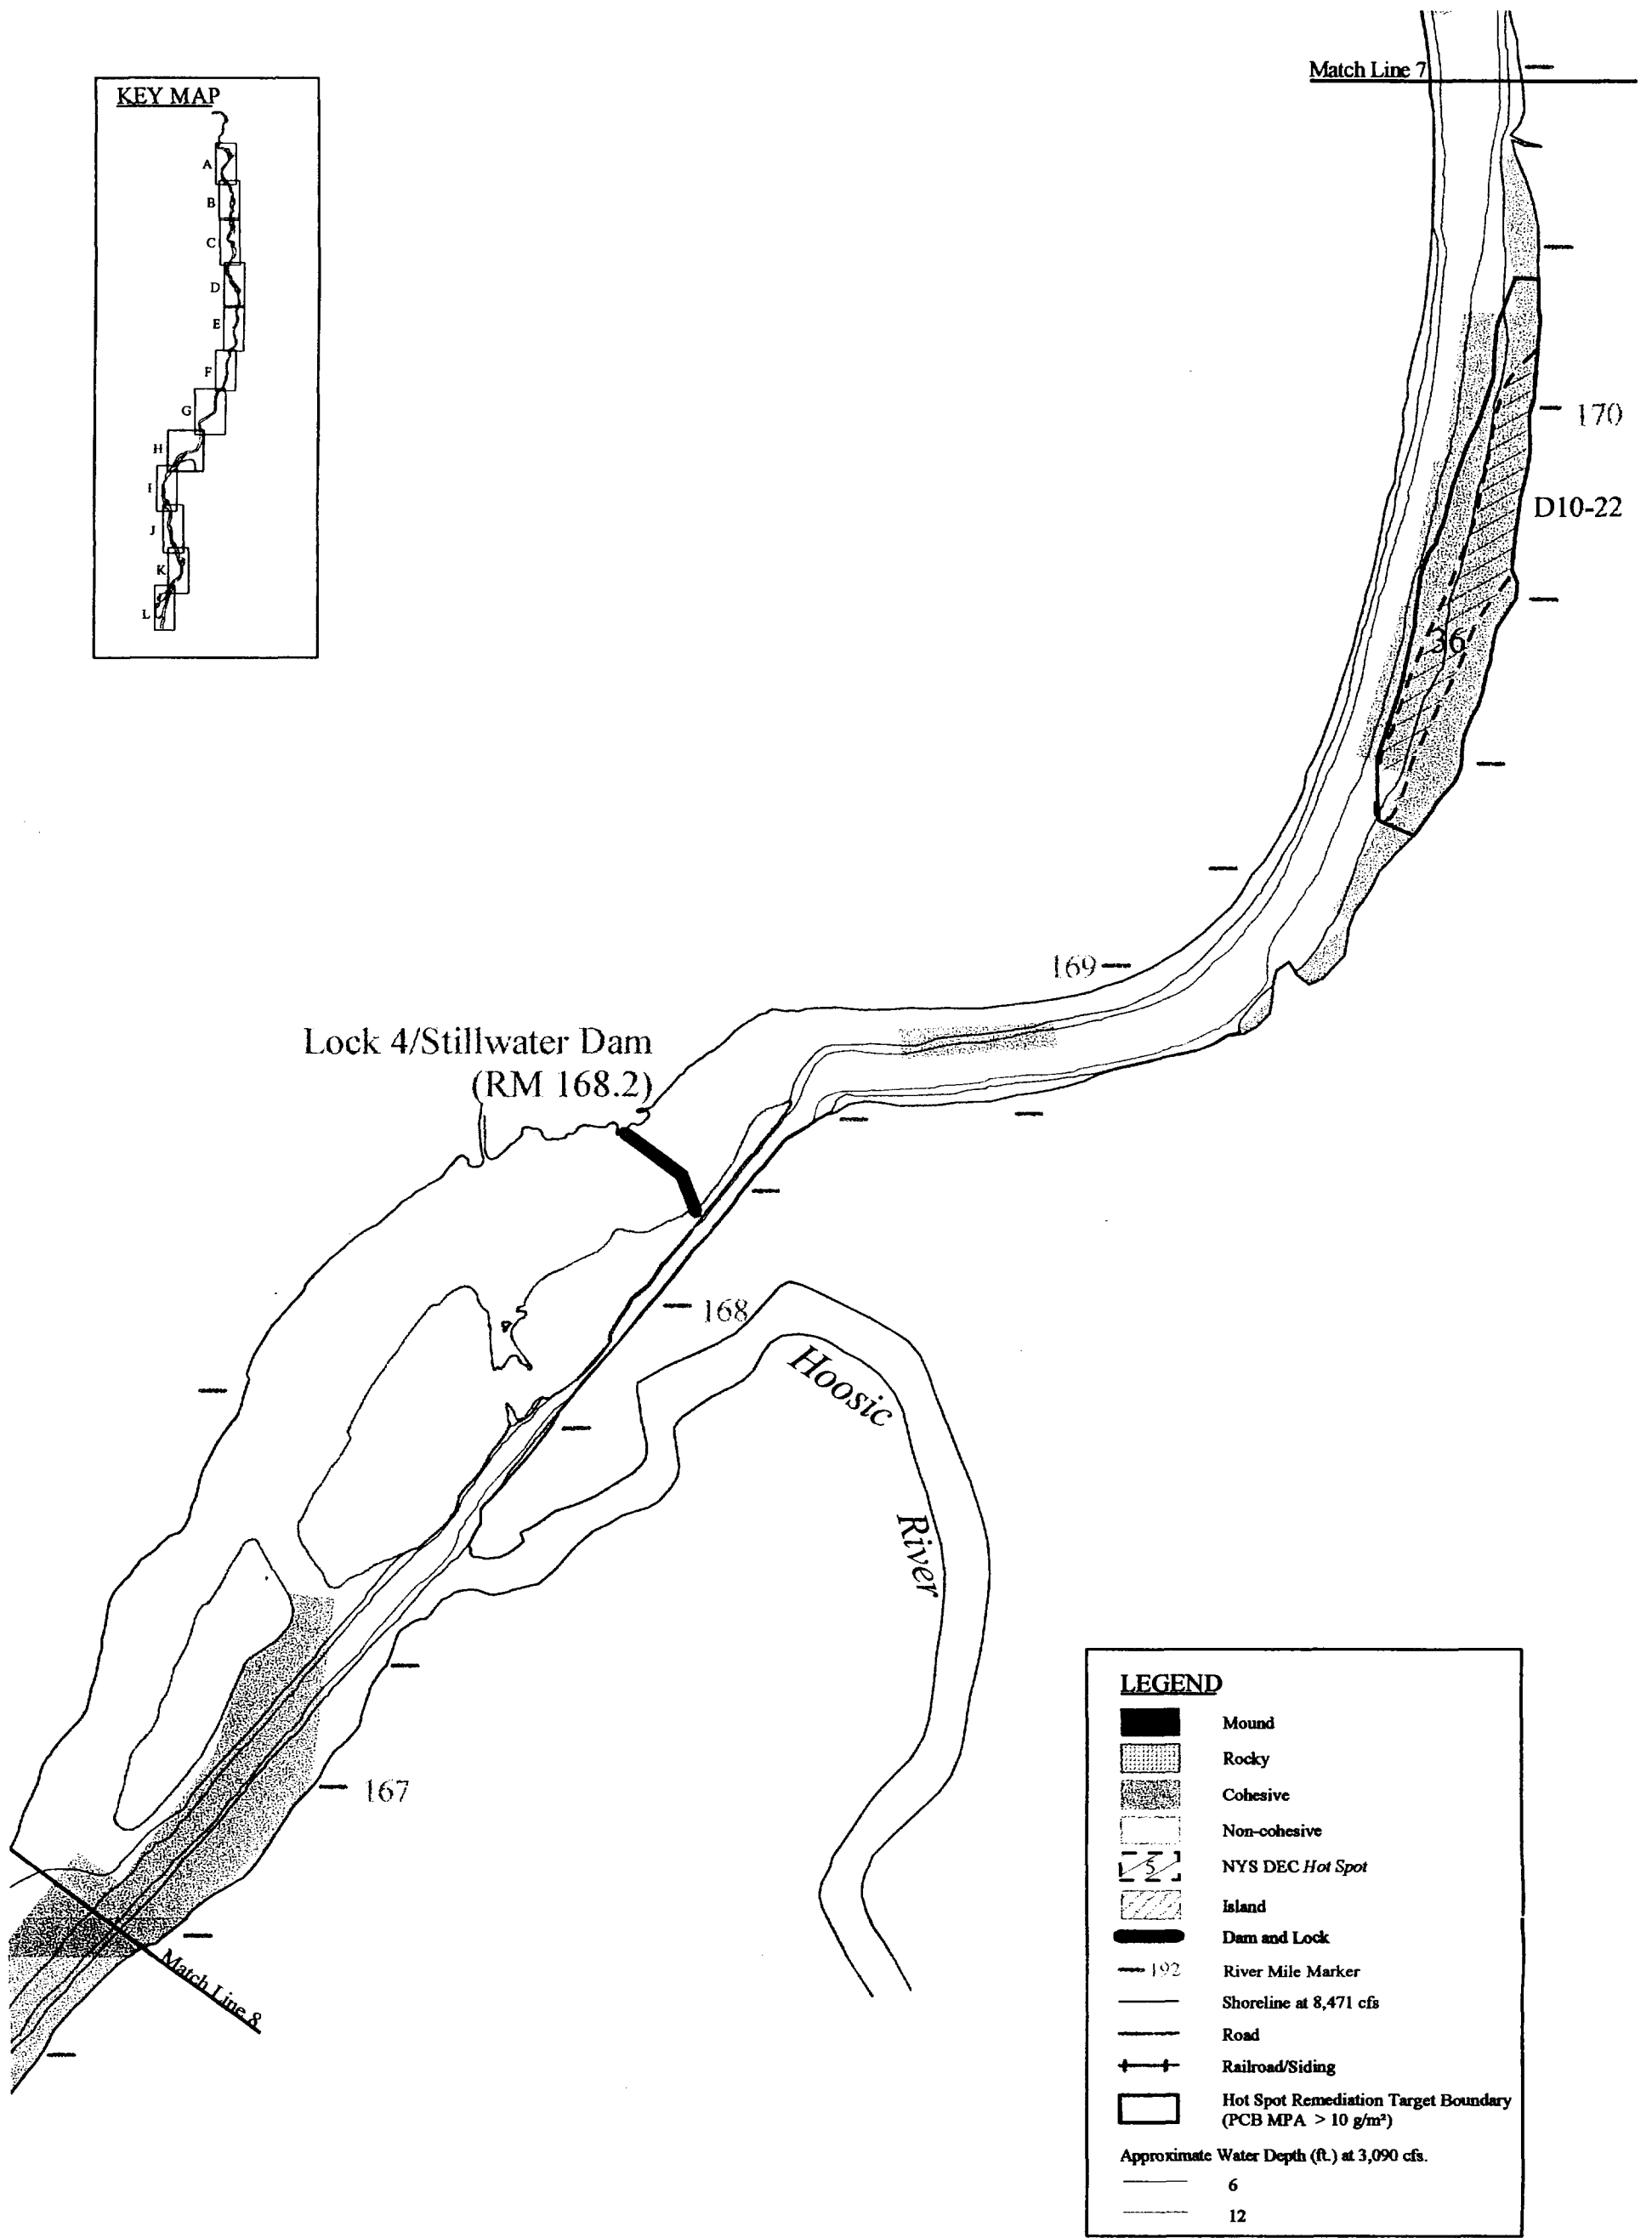 Match Line 7
KEY MAP
A
B
C
D
E
F
G
H
I
J
K
L
170
D10-22
36
169
Lock 4/Stillwater Dam
(RM 168.2)
168
Hoosic
River
167
Match Line 8
LEGEND
Mound
Rocky
Cohesive
Non-cohesive
5
NYS DEC Hot Spot
Island
Dam and Lock
192
River Mile Marker
Shoreline at 8,471 cfs
Road
Railroad/Siding
Hot Spot Remediation Target Boundary
(PCB MPA > 10 g/m²)
Approximate Water Depth (ft.) at 3,090 cfs.
6
12